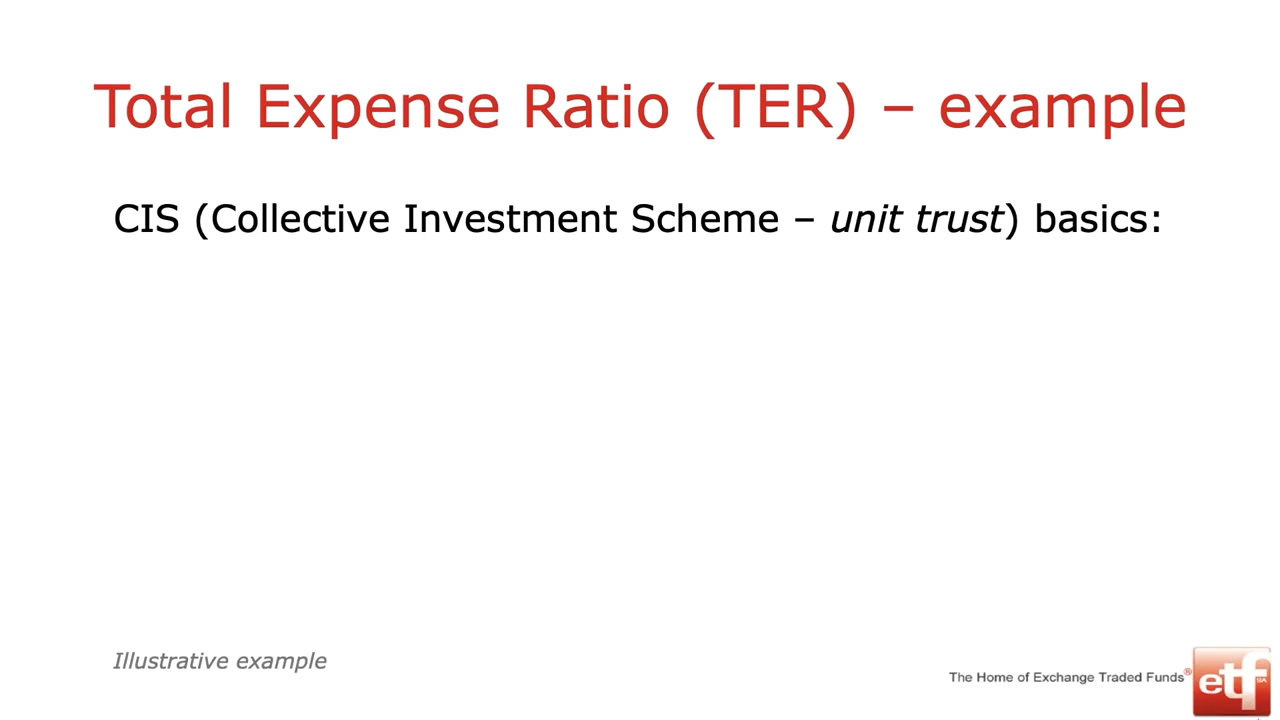 Total Expense Ratio (TER) – example
CIS (Collective Investment Scheme – unit trust) basics:
Illustrative example
The Home of Exchange Traded Funds®
etf
SA